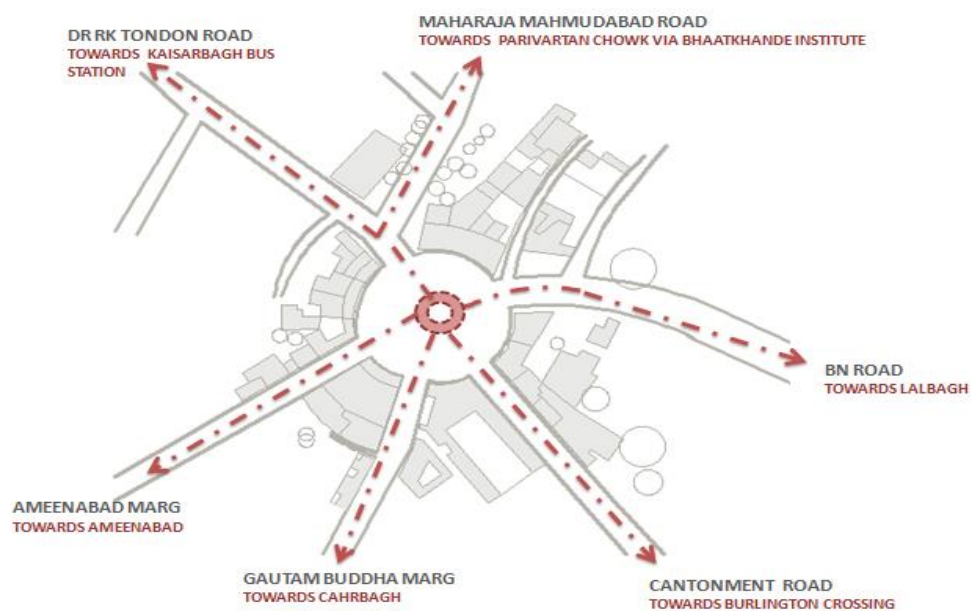 MAHARAJA MAHMUDABAD ROAD
TOWARDS PARIVARTAN CHOWK VIA BHAATKHANDE INSTITUTE
DR RK TONDON ROAD
TOWARDS KAISARBAGH BUS
STATION
BN ROAD
TOWARDS LALBAGH
AMEENABAD MARG
TOWARDS AMEENABAD
GAUTAM BUDDHA MARG
TOWARDS CAHRBAGH
CANTONMENT ROAD
TOWARDS BURLINGTON CROSSING